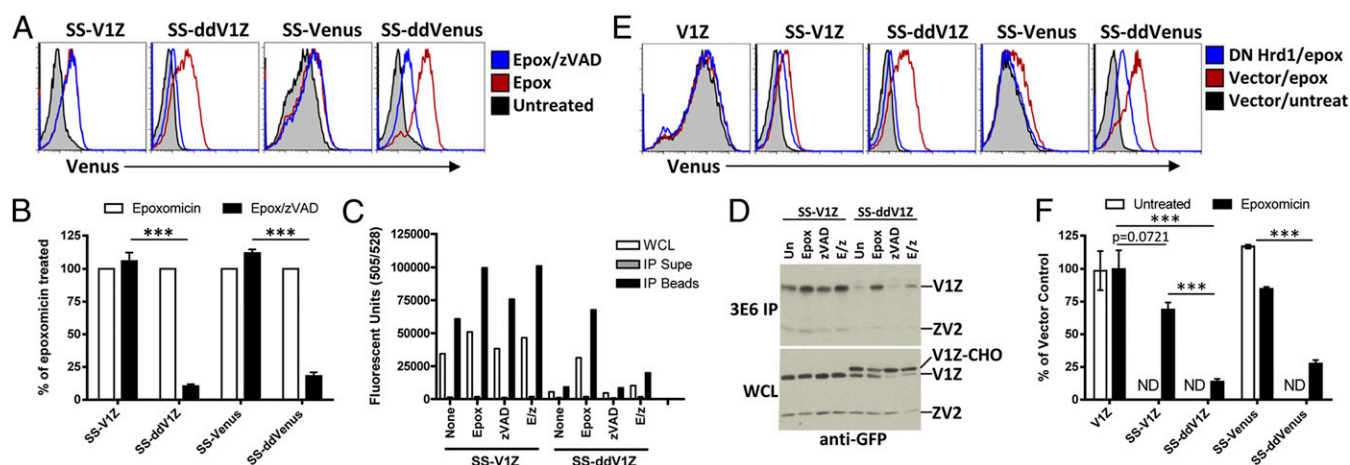 A
SS-V1Z SS-ddV1Z SS-Venus SS-ddVenus
Epox/zVAD
Epox
Untreated
Venus
E
V1Z SS-V1Z SS-ddV1Z SS-Venus SS-ddVenus
DN Hrd1/epox
Vector/epox
Vector/untreat
Venus
B
Epoxomicin Epox/zVAD
% of epoxomicin treated
125
100
75
50
25
0
*** ***
SS-V1Z SS-ddV1Z SS-Venus SS-ddVenus
C
Fluorescent Units (505/528)
125000
100000
75000
50000
25000
0
WCL
IP Supe
IP Beads
None Epox zVAD E/z None Epox zVAD E/z
SS-V1Z SS-ddV1Z
D
SS-V1Z SS-ddV1Z
Un Epox zVAD E/z Un Epox zVAD E/z
3E6 IP
V1Z
ZV2
WCL
V1Z-CHO
V1Z
ZV2
anti-GFP
F
Untreated Epoxomicin
% of Vector Control
125
100
75
50
25
0
***
p=0.0721 ***
***
ND ND ND
V1Z SS-V1Z SS-ddV1Z SS-Venus SS-ddVenus